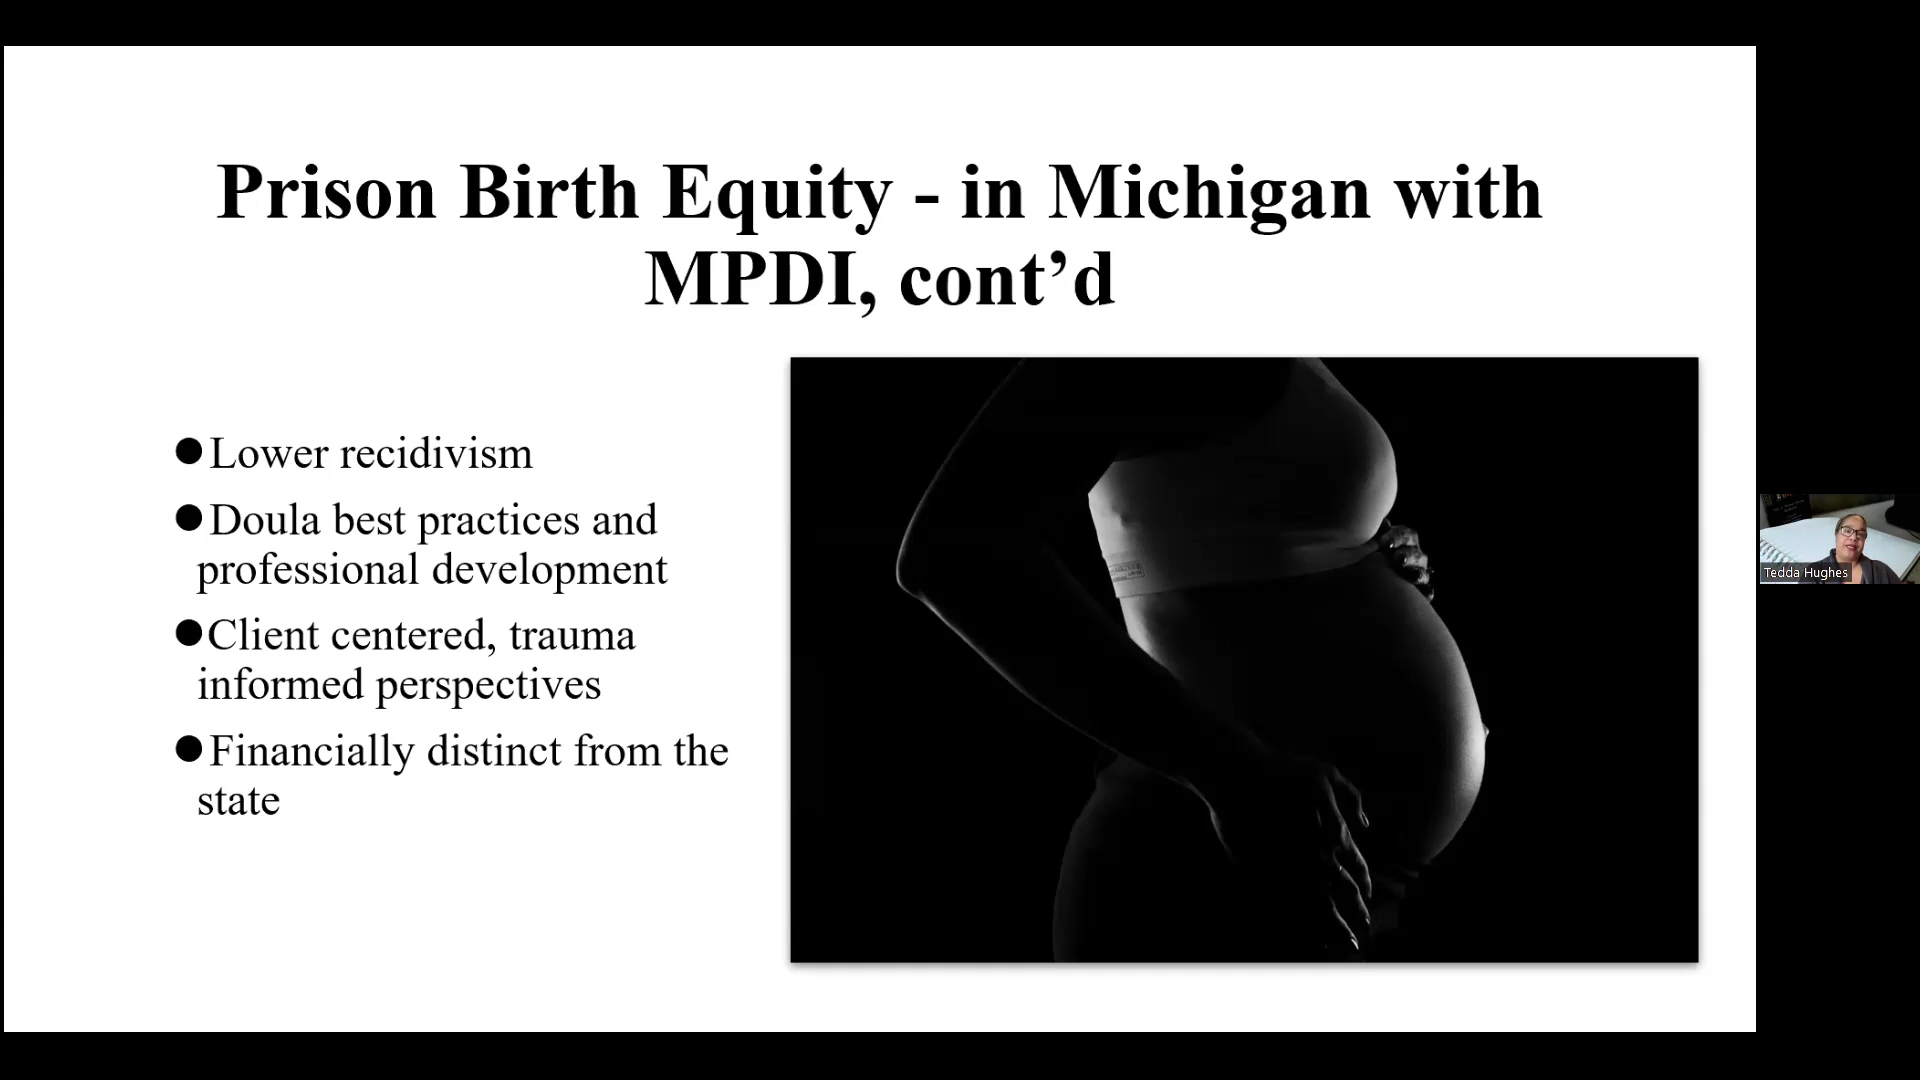 Prison Birth Equity - in Michigan with
MPDI, cont’d
●Lower recidivism
●Doula best practices and
professional development
●Client centered, trauma
informed perspectives
●Financially distinct from the
state
Tedda Hughes